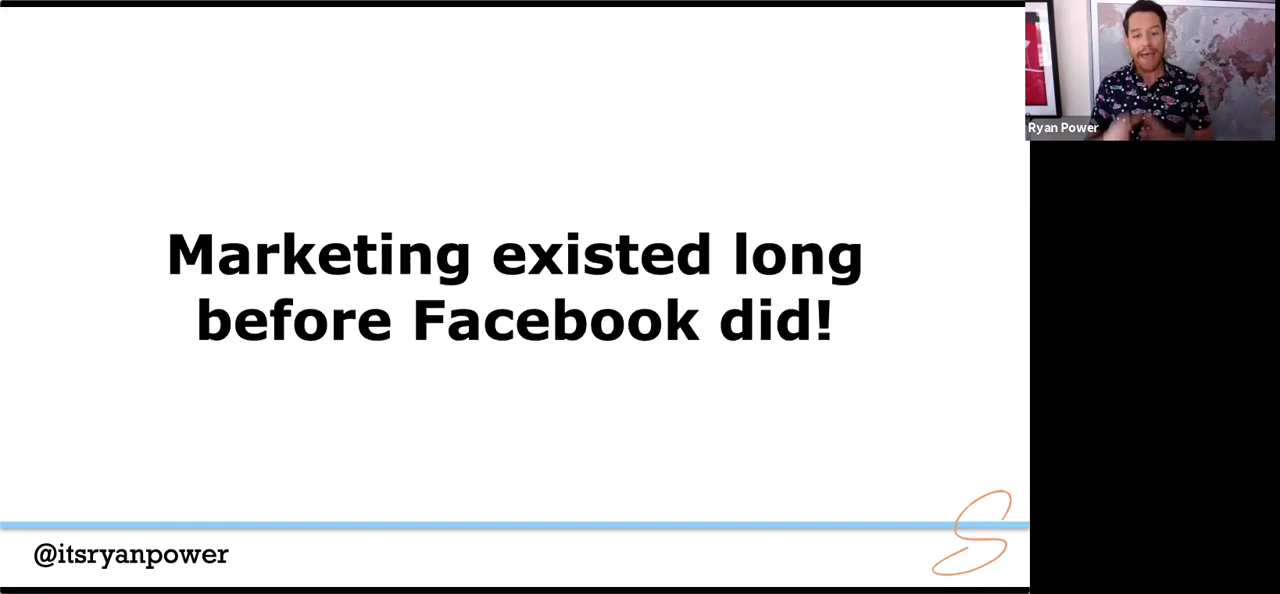 Ryan Power
Marketing existed long
before Facebook did!
@itsryanpower
S